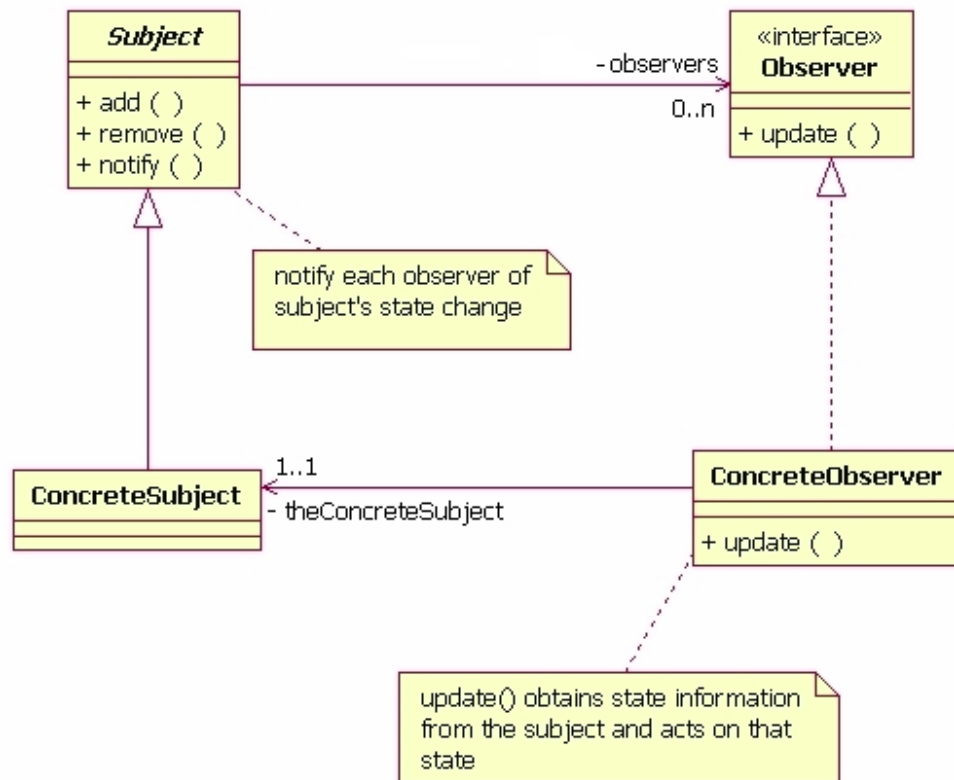 Subject
+ add ( )
+ remove ( )
+ notify ( )
-observers
0..n
«interface»
Observer
+ update ( )
notify each observer of
subject's state change
ConcreteSubject
1..1
- theConcreteSubject
ConcreteObserver
+ update ( )
update() obtains state information
from the subject and acts on that
state